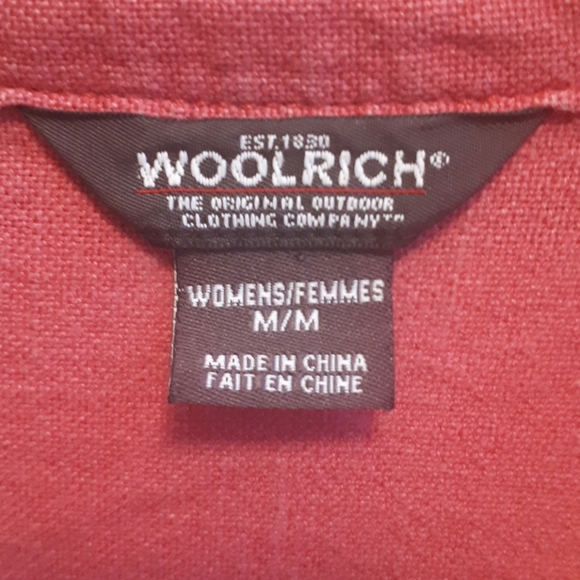 EST. 1830
WOOLRICH®
THE ORIGINAL OUTDOOR
CLOTHING COMPANY™
WOMENS/FEMMES
M/M
MADE IN CHINA
FAIT EN CHINE